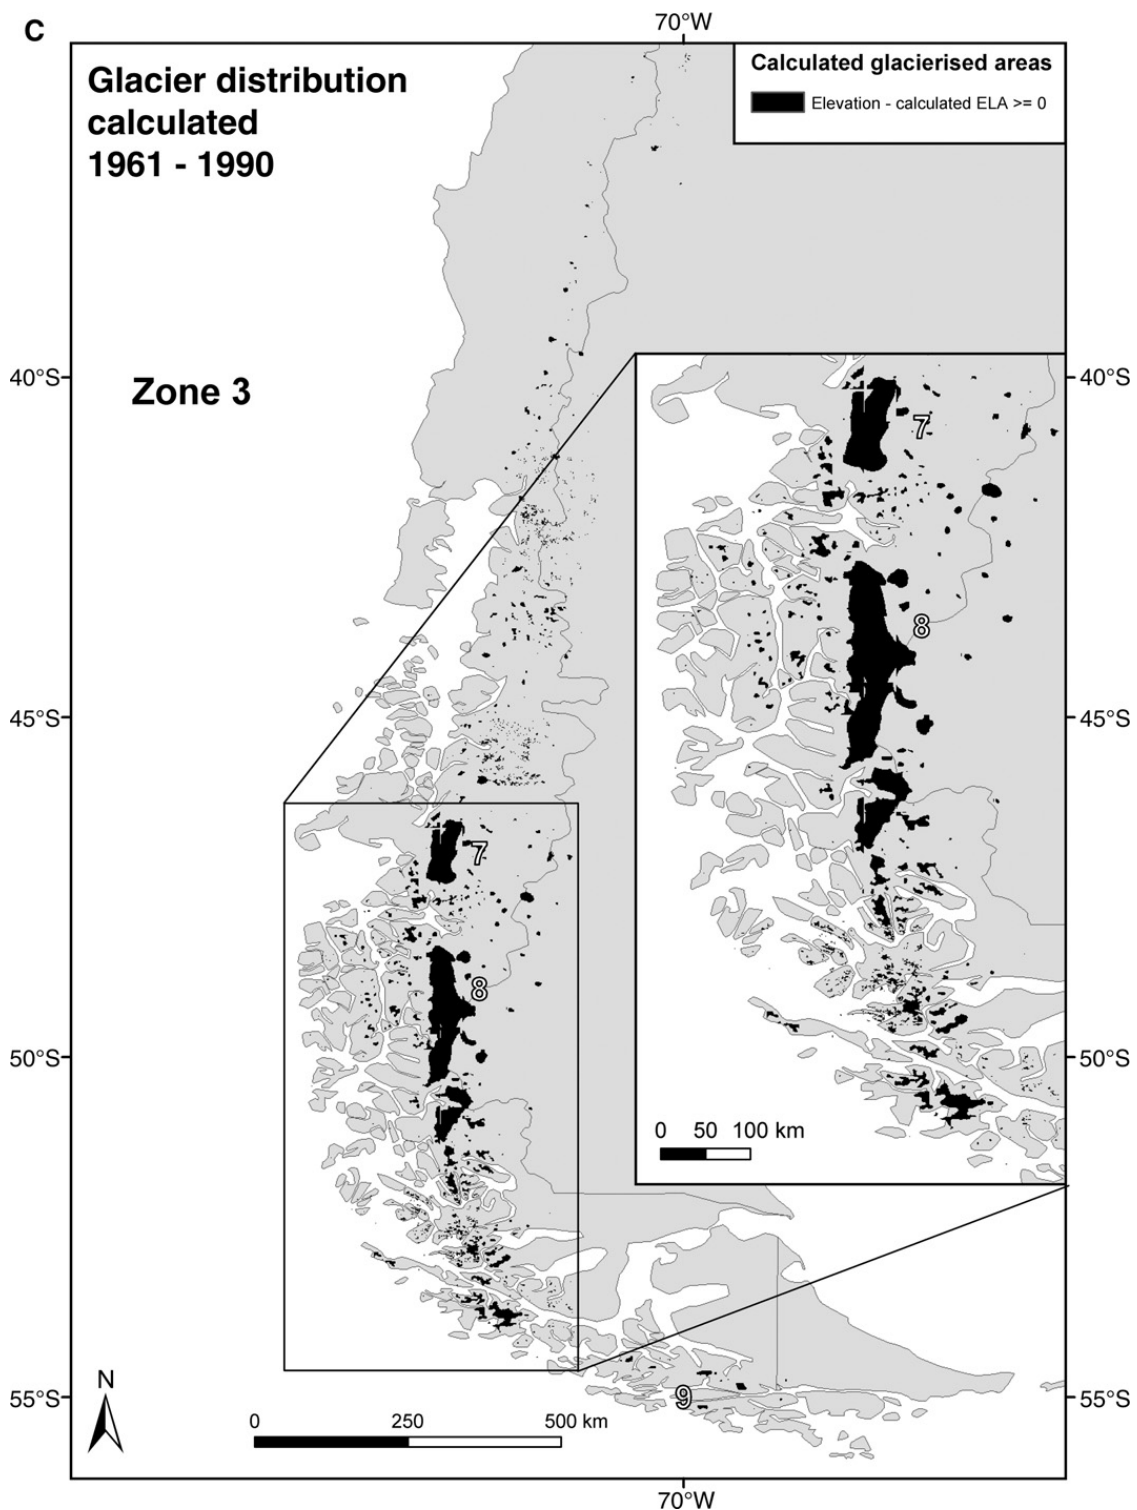 C
70°W
Glacier distribution
calculated
1961 - 1990
Calculated glacierised areas
Elevation - calculated ELA >= 0
40°S
Zone 3
40°S
7
8
45°S
45°S
7
8
50°S
50°S
0 50 100 km
N
55°S
9
55°S
0 250 500 km
70°W